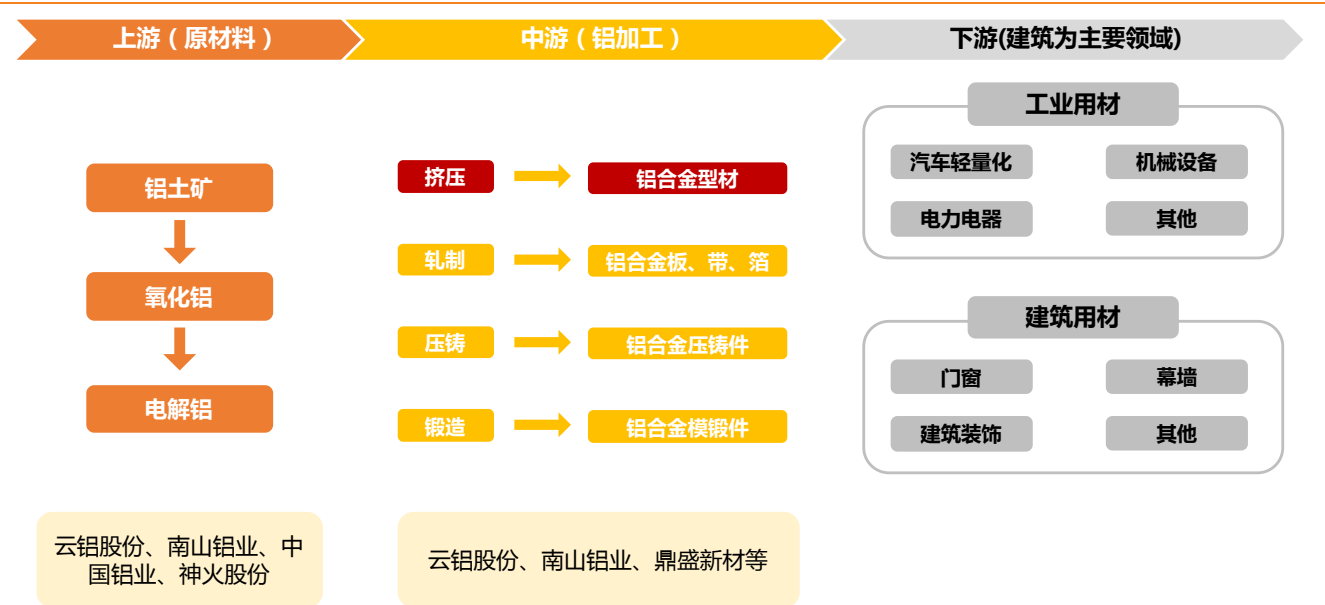 上游（原材料）
中游（铝加工）
下游(建筑为主要领域)
铝土矿
氧化铝
电解铝
云铝股份、南山铝业、中
国铝业、神火股份
挤压
铝合金型材
轧制
铝合金板、带、箔
压铸
铝合金压铸件
锻造
铝合金模锻件
云铝股份、南山铝业、鼎盛新材等
工业用材
汽车轻量化
机械设备
电力电器
其他
建筑用材
门窗
幕墙
建筑装饰
其他